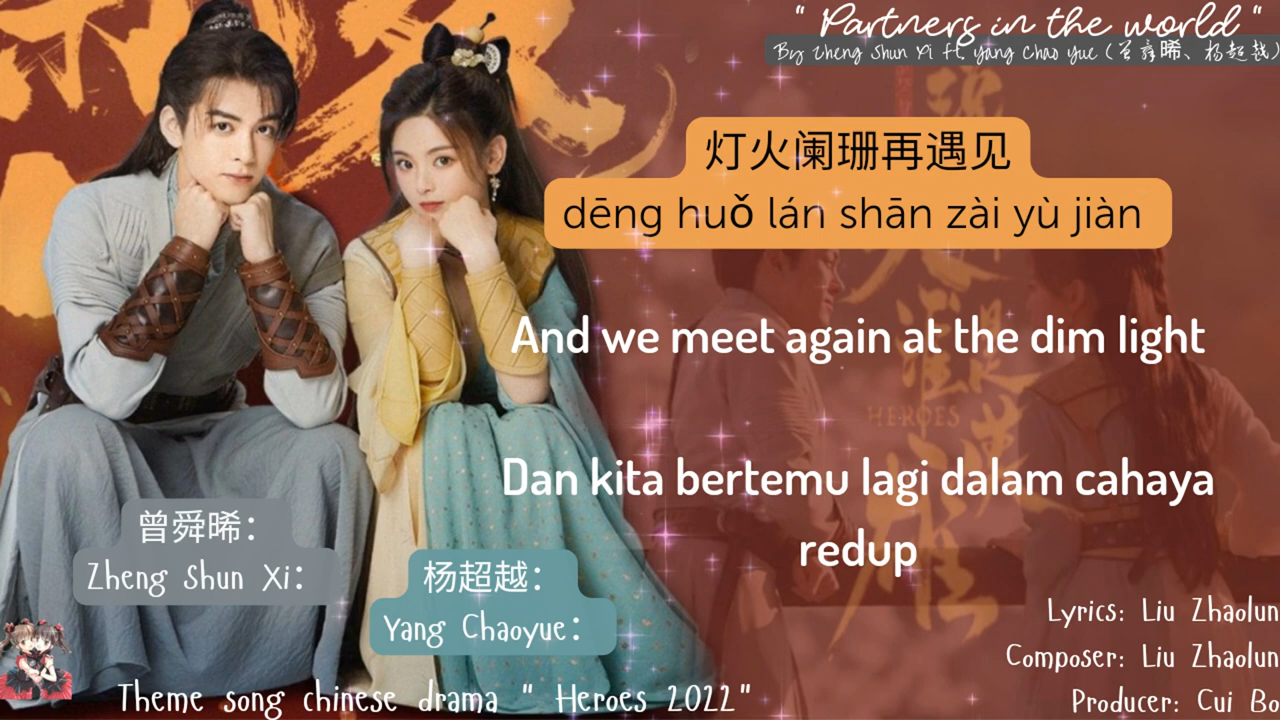 " Partners in the world "
By Zheng Shun Xi ft. Yang Chao Yue (曾舜晞、杨超越)
灯火阑珊再遇见
dēng huǒ lán shān zài yù jiàn
And we meet again at the dim light
HEROES
Dan kita bertemu lagi dalam cahaya
redup
曾舜晞：
Zheng Shun Xi：
杨超越：
Yang Chaoyue：
Lyrics: Liu Zhaolun
Composer: Liu Zhaolun
Producer: Cui Bo
Theme song chinese drama " Heroes 2022"